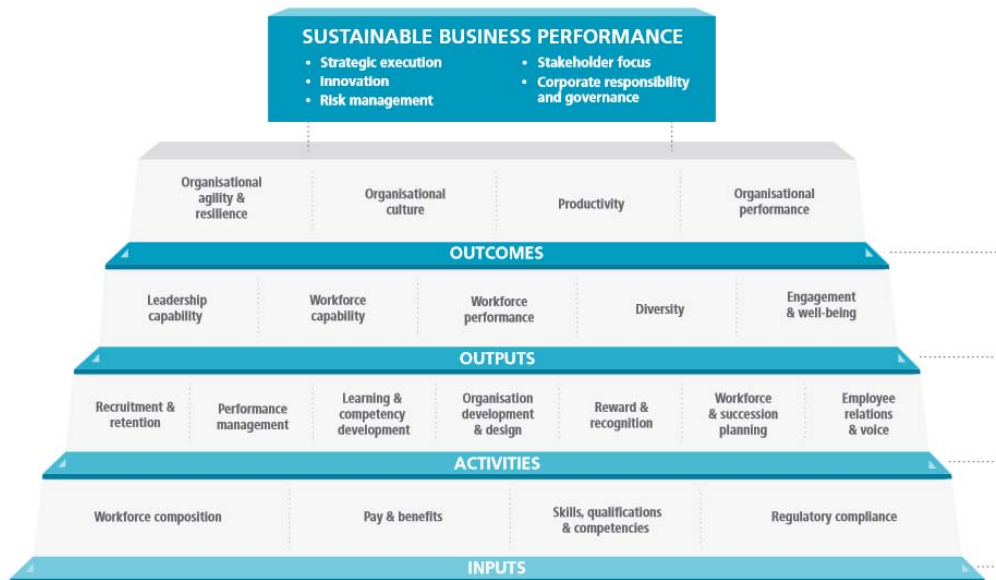 SUSTAINABLE BUSINESS PERFORMANCE
• Strategic execution
• Innovation
• Risk management
• Stakeholder focus
• Corporate responsibility
and governance
Organisational
agility &
resilience
Organisational
culture
Productivity
Organisational
performance
OUTCOMES
Leadership
capability
Workforce
capability
Workforce
performance
Diversity
Engagement
& well-being
OUTPUTS
Recruitment &
retention
Performance
management
Learning &
competency
development
Organisation
development
& design
Reward &
recognition
Workforce
& succession
planning
Employee
relations
& voice
ACTIVITIES
Workforce composition
Pay & benefits
Skills, qualifications
& competencies
Regulatory compliance
INPUTS